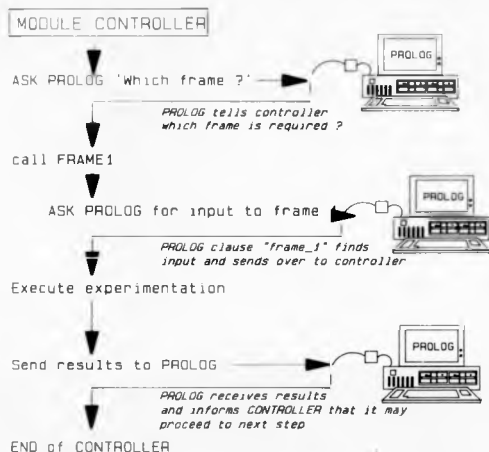 MODULE CONTROLLER
PROLOG
ASK PROLOG 'Which frame ?'
PROLOG tells controller
which frame is required ?
call FRAME1
PROLOG
ASK PROLOG for input to frame
PROLOG clause "frame_1" finds
input and sends over to controller
Execute experimentation
PROLOG
Send results to PROLOG
PROLOG receives results
and informs CONTROLLER that it may
proceed to next step
END of CONTROLLER